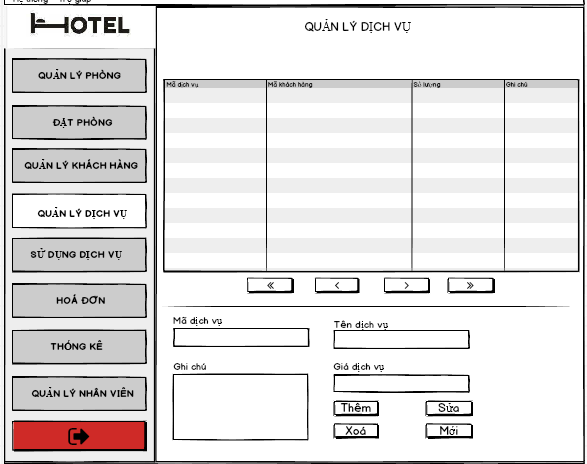 Hệ thống Trợ giúp
HOTEL
QUẢN LÝ DỊCH VỤ
QUẢN LÝ PHÒNG
ĐẶT PHÒNG
QUẢN LÝ KHÁCH HÀNG
QUẢN LÝ DỊCH VỤ
SỬ DỤNG DỊCH VỤ
HOÁ ĐƠN
THỐNG KÊ
QUẢN LÝ NHÂN VIÊN
Mã dịch vụ Mã khách hàng Số lượng Ghi chú
« < > »
Mã dịch vụ
Tên dịch vụ
Ghi chú
Giá dịch vụ
Thêm Sửa
Xoá Mới